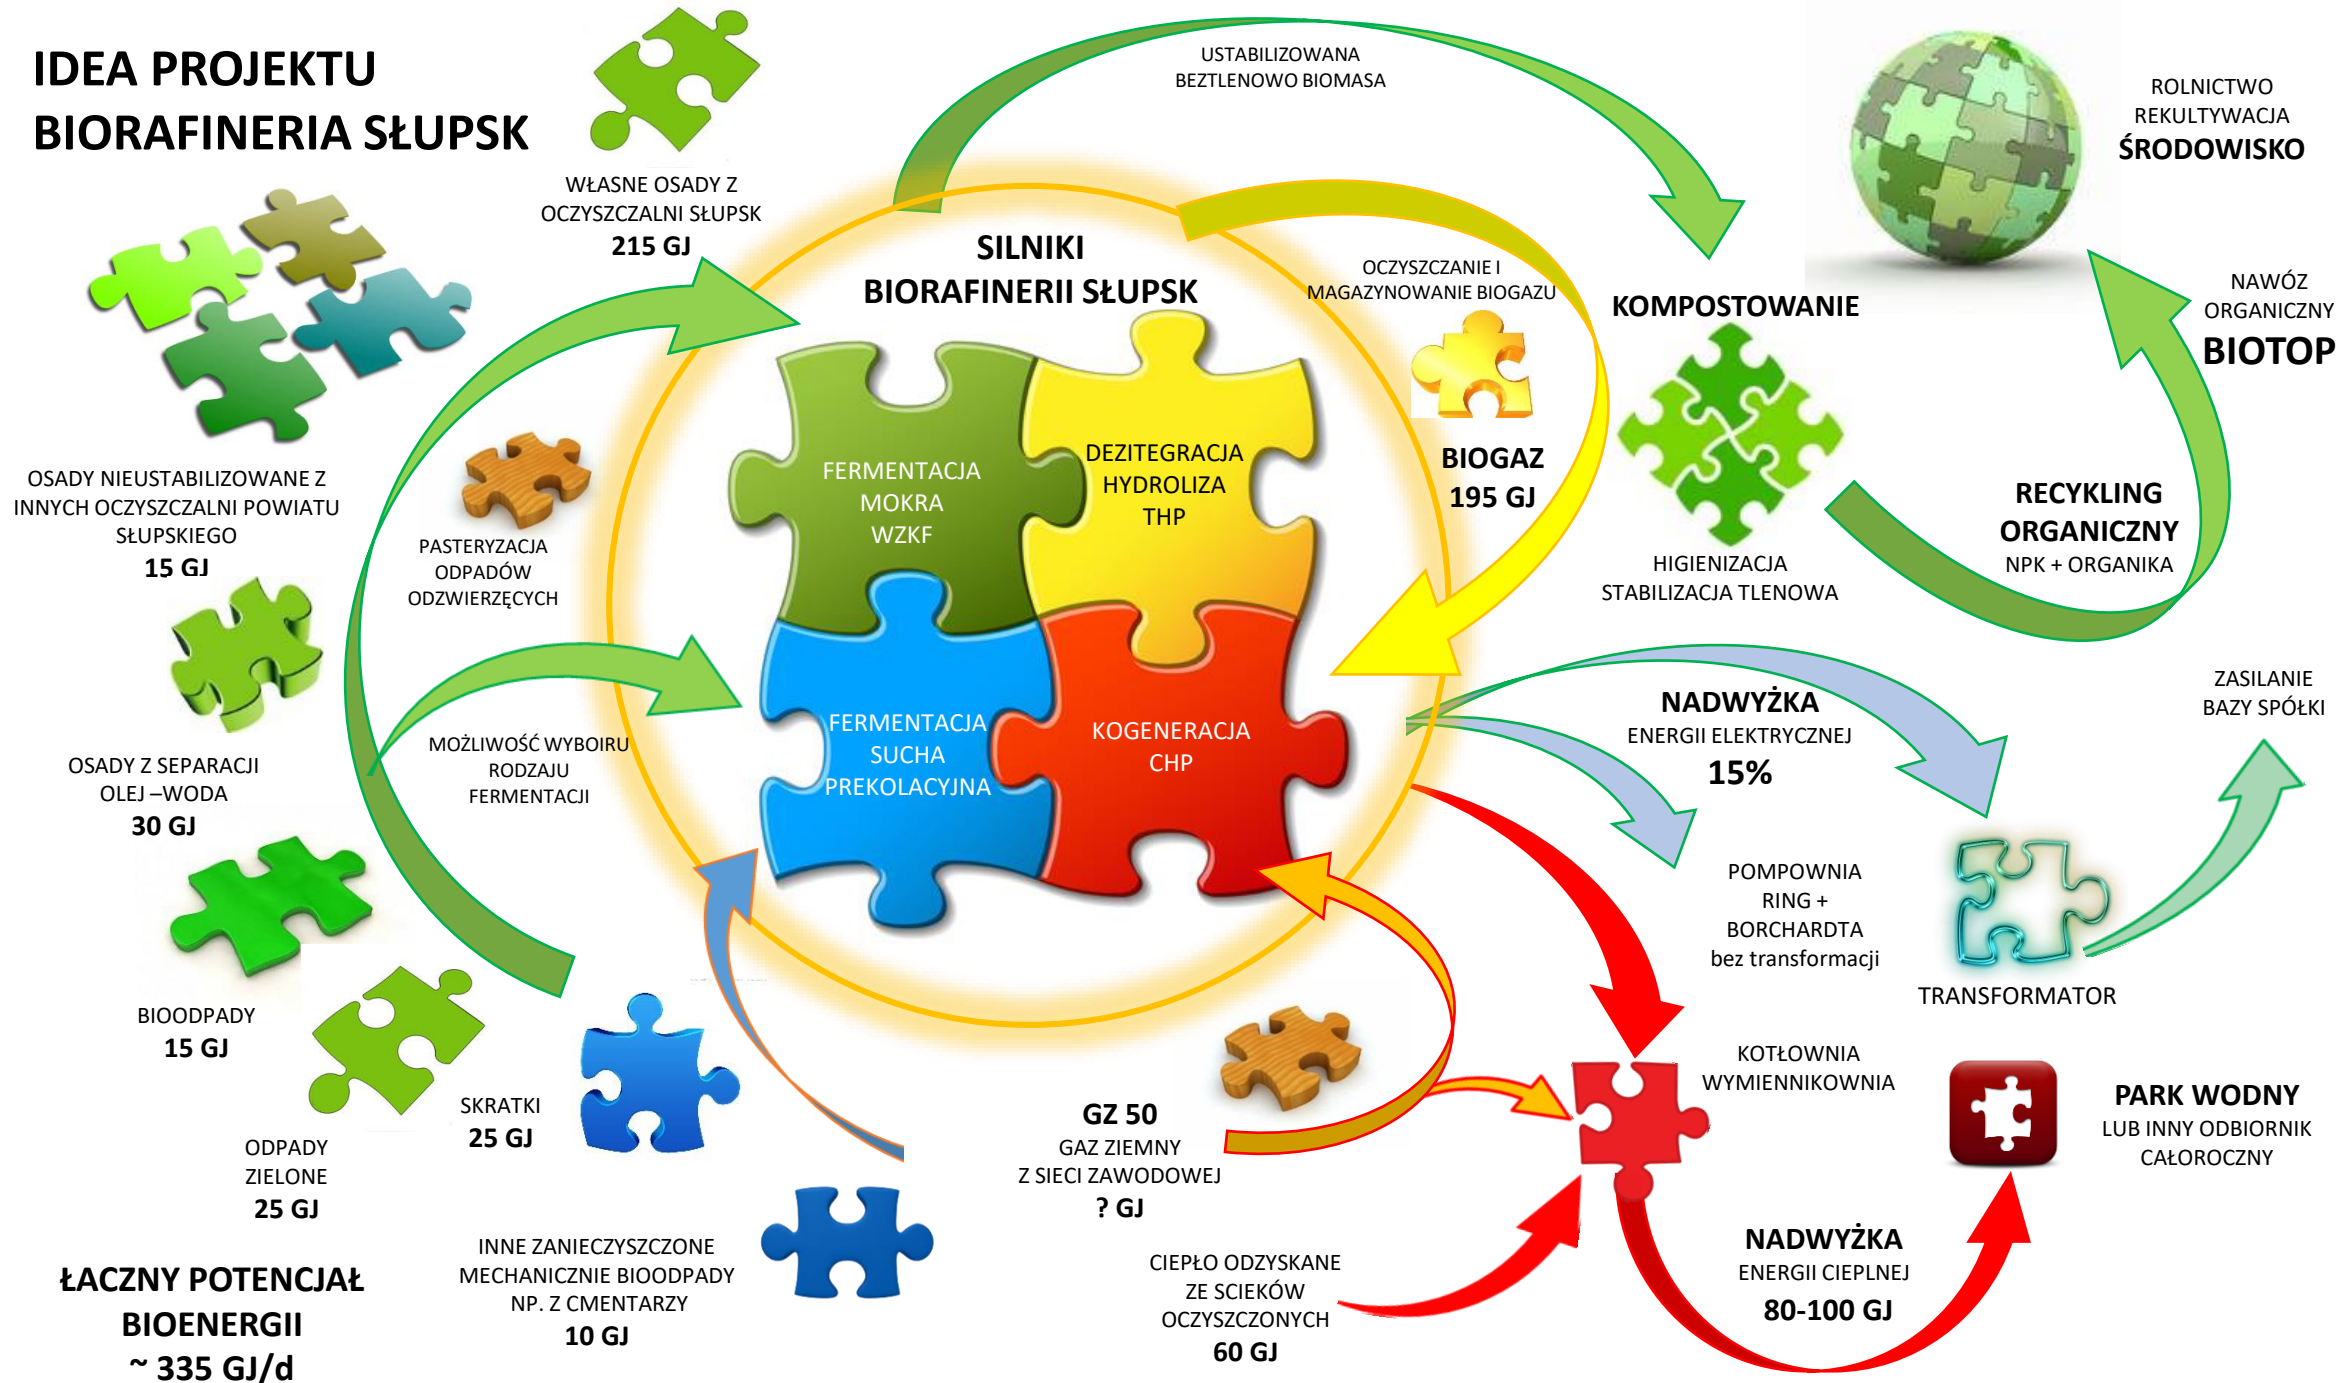 IDEA PROJEKTU
BIORAFINERIA SŁUPSK
WŁASNE OSADY Z
OCZYSZCZALNI SŁUPSK
215 GJ
USTABILIZOWANA
BEZTLENOWO BIOMASA
ROLNICTWO
REKULTYWACJA
ŚRODOWISKO
SILNIKI
BIORAFINERII SŁUPSK
OCZYSZCZANIE I
MAGAZYNOWANIE BIOGAZU
KOMPOSTOWANIE
NAWÓZ
ORGANICZNY
BIOTOP
OSADY NIEUSTABILIZOWANE Z
INNYCH OCZYSZCZALNI POWIATU
SŁUPSKIEGO
15 GJ
PASTERYZACJA
ODPADÓW
ODZWIERZĘCYCH
FERMENTACJA
MOKRA
WZKF
DEZITEGRACJA
HYDROLIZA
THP
BIOGAZ
195 GJ
HIGIENIZACJA
STABILIZACJA TLENOWA
RECYKLING
ORGANICZNY
NPK + ORGANIKA
OSADY Z SEPARACJI
OLEJ –WODA
30 GJ
MOŻLIWOŚĆ WYBOIRU
RODZAJU
FERMENTACJI
FERMENTACJA
SUCHA
PREKOLACYJNA
KOGENERACJA
CHP
NADWYŻKA
ENERGII ELEKTRYCZNEJ
15%
ZASILANIE
BAZY SPÓŁKI
POMPOWNIA
RING +
BORCHARDTA
bez transformacji
TRANSFORMATOR
BIOODPADY
15 GJ
ODPADY
ZIELONE
25 GJ
SKRATKI
25 GJ
INNE ZANIECZYSZCZONE
MECHANICZNIE BIOODPADY
NP. Z CMENTARZY
10 GJ
GZ 50
GAZ ZIEMNY
Z SIECI ZAWODOWEJ
? GJ
KOTŁOWNIA
WYMIENNIKOWNIA
PARK WODNY
LUB INNY ODBIORNIK
CAŁOROCZNY
CIEPŁO ODZYSKANE
ZE SCIEKÓW
OCZYSZCZONYCH
60 GJ
NADWYŻKA
ENERGII CIEPLNEJ
80-100 GJ
ŁACZNY POTENCJAŁ
BIOENERGII
~ 335 GJ/d